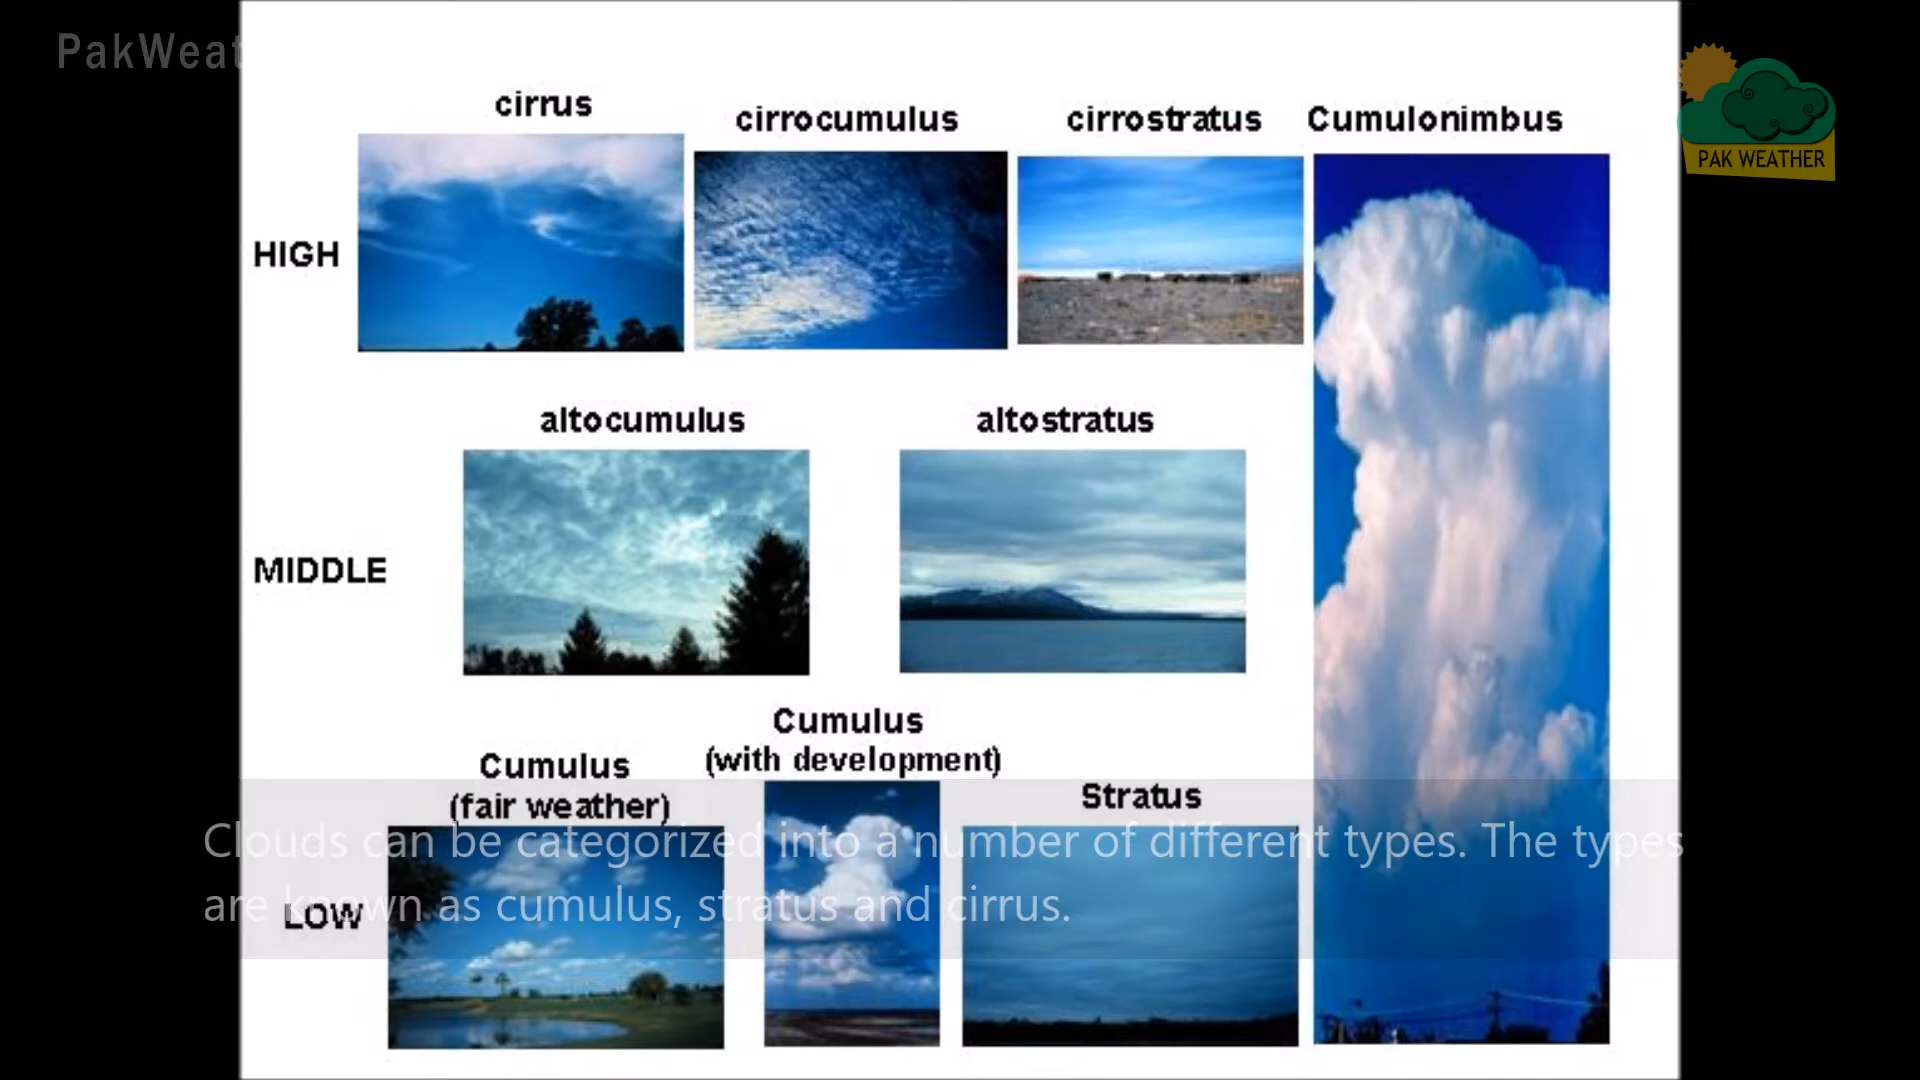 PakWeat
PAK WEATHER
cirrus
cirrocumulus
cirrostratus
Cumulonimbus
HIGH
altocumulus
altostratus
MIDDLE
Cumulus
(with development)
Cumulus
(fair weather)
Stratus
LOW
Clouds can be categorized into a number of different types. The types
are known as cumulus, stratus and cirrus.